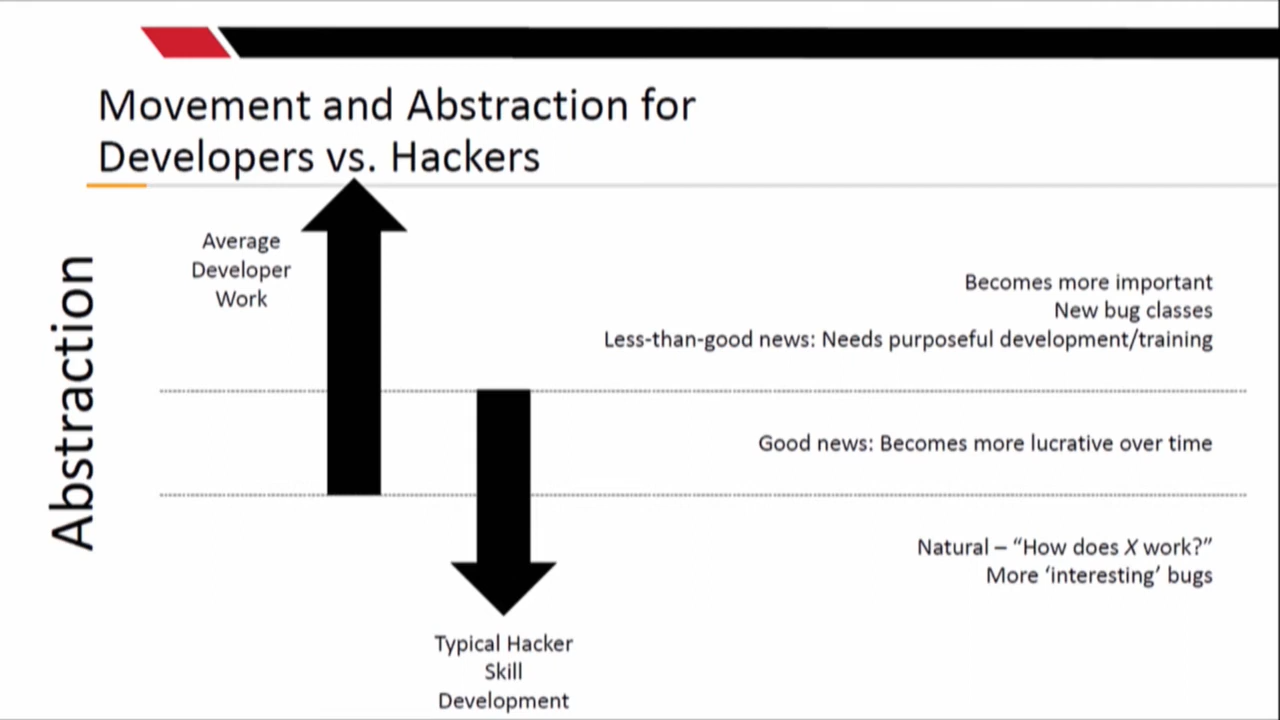 Movement and Abstraction for
Developers vs. Hackers
Abstraction
Average
Developer
Work
Becomes more important
New bug classes
Less-than-good news: Needs purposeful development/training
Good news: Becomes more lucrative over time
Natural – “How does X work?”
More ‘interesting’ bugs
Typical Hacker
Skill
Development